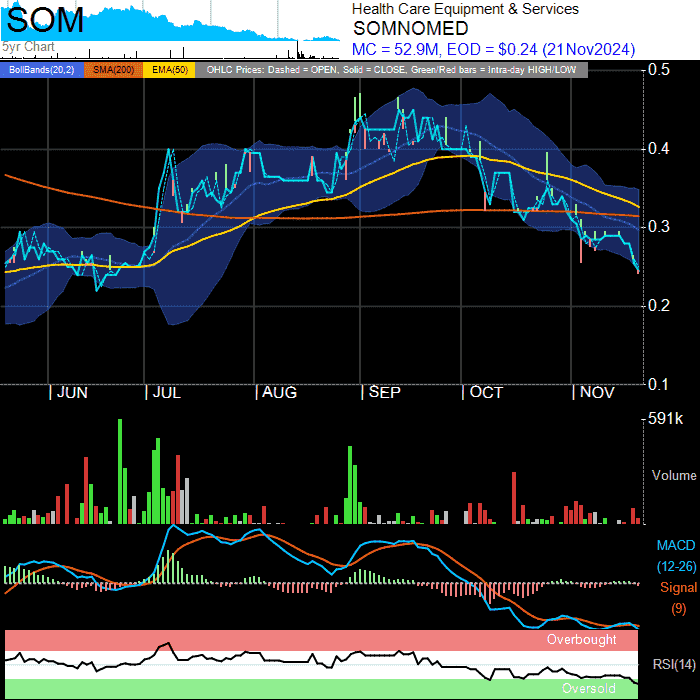 SOM
5yr Chart
Health Care Equipment & Services
SOMNOMED
MC = 52.9M, EOD = $0.24 (21Nov2024)
BollBands(20,2) SMA(200) EMA(50) OHLC Prices: Dashed = OPEN, Solid = CLOSE, Green/Red bars = Intra-day HIGH/LOW
0.5
0.4
0.3
0.2
0.1
JUN JUL AUG SEP OCT NOV
591k
Volume
MACD
(12-26)
Signal
(9)
Overbought
RSI(14)
Oversold